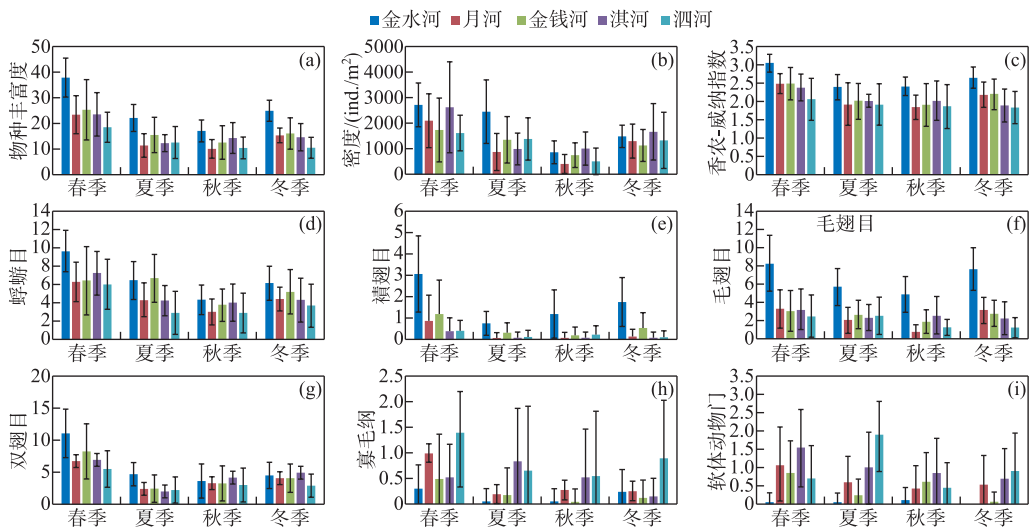 金水河 月河 金钱河 淇河 泗河
物种丰富度
50
40
30
20
10
0
(a)
春季 夏季 秋季 冬季
密度/(ind./m²)
5000
4000
3000
2000
1000
0
(b)
春季 夏季 秋季 冬季
香农-威纳指数
3.5
3.0
2.5
2.0
1.5
1.0
0.5
0
(c)
春季 夏季 秋季 冬季
蜉蝣目
14
12
10
8
6
4
2
0
(d)
春季 夏季 秋季 冬季
襀翅目
6
5
4
3
2
1
0
(e)
春季 夏季 秋季 冬季
毛翅目
毛翅目
14
12
10
8
6
4
2
0
(f)
春季 夏季 秋季 冬季
双翅目
20
15
10
5
0
(g)
春季 夏季 秋季 冬季
寡毛纲
2.5
2.0
1.5
1.0
0.5
0
(h)
春季 夏季 秋季 冬季
软体动物门
3.5
3.0
2.5
2.0
1.5
1.0
0.5
0
(i)
春季 夏季 秋季 冬季